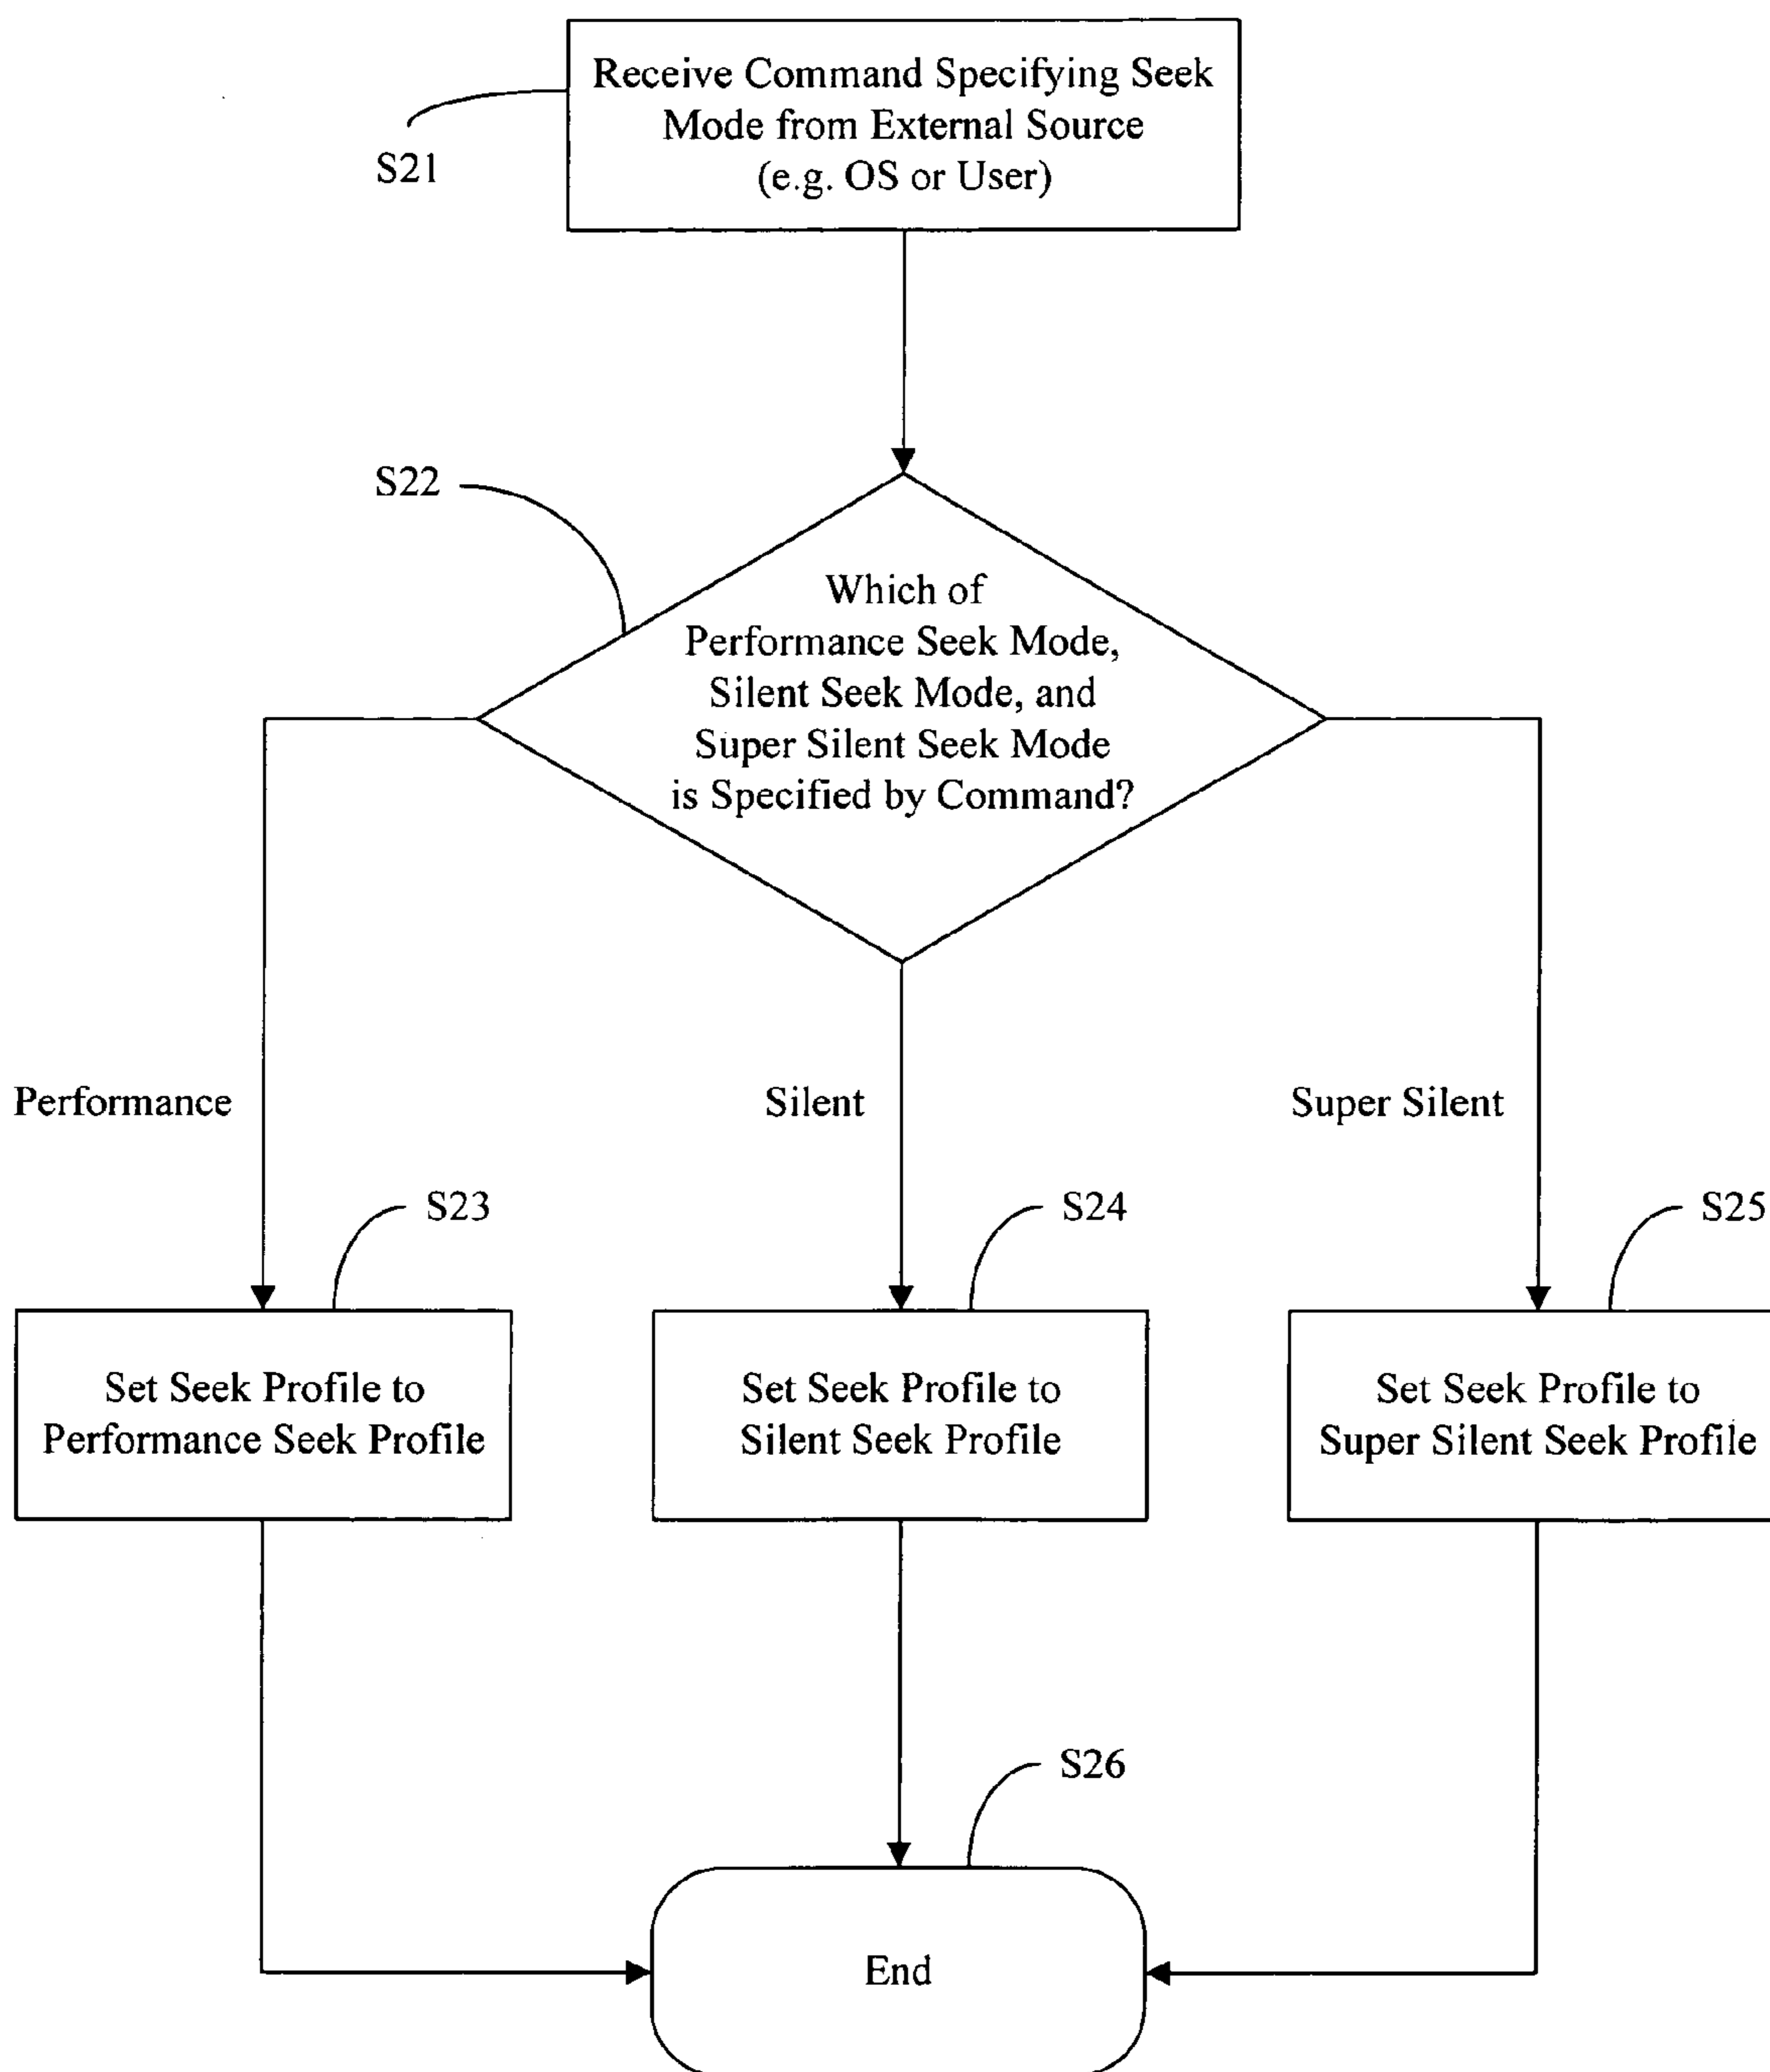 Receive Command Specifying Seek
Mode from External Source
(e.g. OS or User)
S21
S22
Which of
Performance Seek Mode,
Silent Seek Mode, and
Super Silent Seek Mode
is Specified by Command?
Performance
Silent
Super Silent
S23
S24
S25
Set Seek Profile to
Performance Seek Profile
Set Seek Profile to
Silent Seek Profile
Set Seek Profile to
Super Silent Seek Profile
S26
End